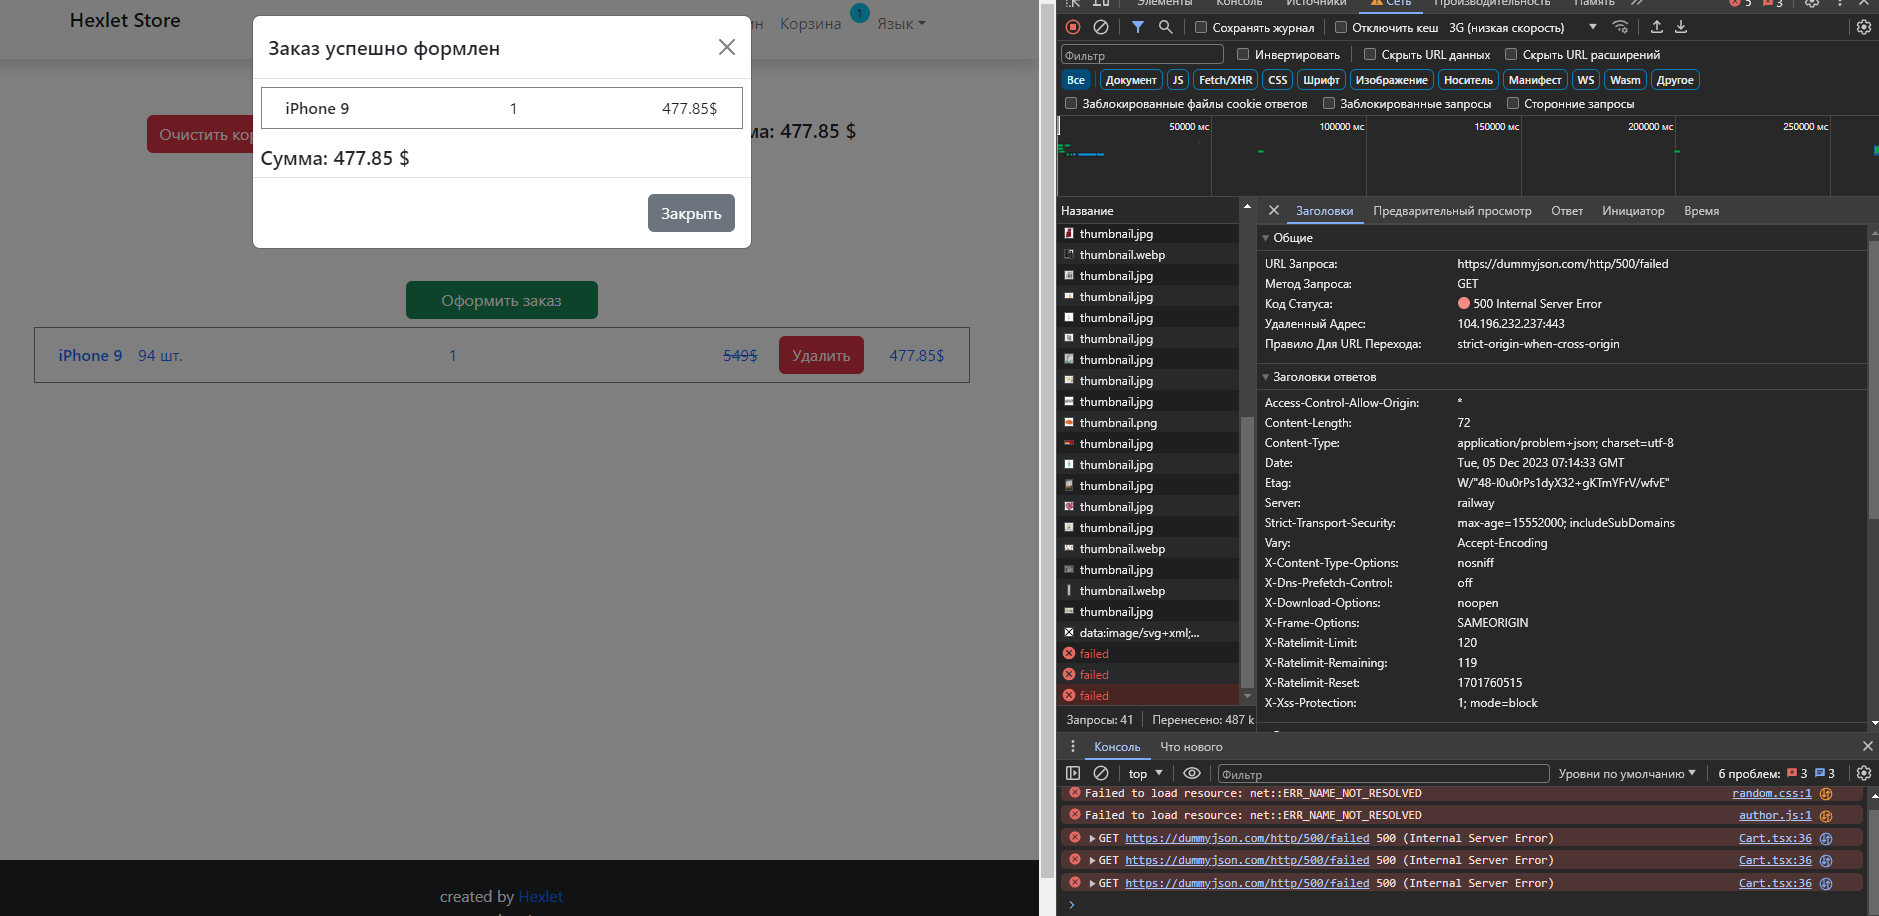 Hexlet Store
ин
Корзина
1
Язык
Заказ успешно формлен
iPhone 9
1
477.85$
Сумма: 477.85 $
Закрыть
Очистить кор
ма: 477.85 $
Оформить заказ
iPhone 9 94 шт.
1
549$
Удалить
477.85$
created by Hexlet
Элементы
Консоль
Источники
Сеть
Производительность
Память
5
3
Сохранять журнал
Отключить кеш
3G (низкая скорость)
Фильтр
Инвертировать
Скрыть URL данных
Скрыть URL расширений
Все
Документ
JS
Fetch/XHR
CSS
Шрифт
Изображение
Носитель
Манифест
WS
Wasm
Другое
Заблокированные файлы cookie ответов
Заблокированные запросы
Сторонние запросы
50000 мс
100000 мс
150000 мс
200000 мс
250000 мс
Название
thumbnail.jpg
thumbnail.webp
thumbnail.jpg
thumbnail.jpg
thumbnail.jpg
thumbnail.jpg
thumbnail.jpg
thumbnail.jpg
thumbnail.jpg
thumbnail.png
thumbnail.jpg
thumbnail.jpg
thumbnail.jpg
thumbnail.jpg
thumbnail.jpg
thumbnail.webp
thumbnail.jpg
thumbnail.webp
thumbnail.jpg
data:image/svg+xml;...
failed
failed
failed
Запросы: 41
Перенесено: 487 k
Заголовки
Предварительный просмотр
Ответ
Инициатор
Время
Общие
URL Запроса: https://dummyjson.com/http/500/failed
Метод Запроса: GET
Код Статуса: 500 Internal Server Error
Удаленный Адрес: 104.196.232.237:443
Правило Для URL Перехода: strict-origin-when-cross-origin
Заголовки ответов
Access-Control-Allow-Origin: *
Content-Length: 72
Content-Type: application/problem+json; charset=utf-8
Date: Tue, 05 Dec 2023 07:14:33 GMT
Etag: W/"48-I0u0rPs1dyX32+gKTmYFrV/wfvE"
Server: railway
Strict-Transport-Security: max-age=15552000; includeSubDomains
Vary: Accept-Encoding
X-Content-Type-Options: nosniff
X-Dns-Prefetch-Control: off
X-Download-Options: noopen
X-Frame-Options: SAMEORIGIN
X-Ratelimit-Limit: 120
X-Ratelimit-Remaining: 119
X-Ratelimit-Reset: 1701760515
X-Xss-Protection: 1; mode=block
Консоль
Что нового
top
Фильтр
Уровни по умолчанию
6 проблем: 3 3
Failed to load resource: net::ERR_NAME_NOT_RESOLVED random.css:1
Failed to load resource: net::ERR_NAME_NOT_RESOLVED author.js:1
GET https://dummyjson.com/http/500/failed 500 (Internal Server Error) Cart.tsx:36
GET https://dummyjson.com/http/500/failed 500 (Internal Server Error) Cart.tsx:36
GET https://dummyjson.com/http/500/failed 500 (Internal Server Error) Cart.tsx:36